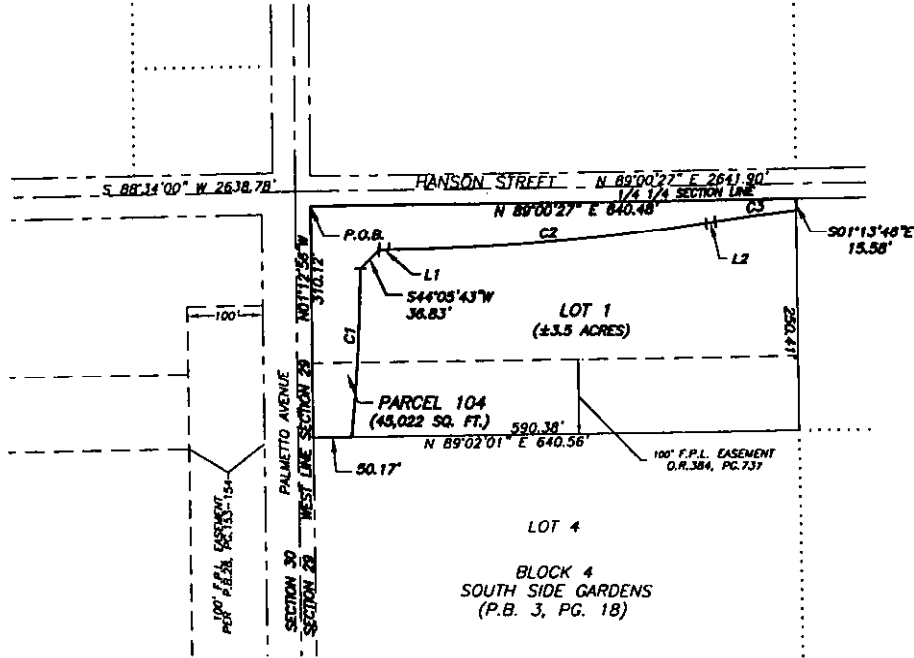 S 88°34'00" W 2638.78'
HANSON STREET
N 89°00'27" E 2641.90'
1/4 1/4 SECTION LINE
N 89°00'27" E 640.48'
C3
P.O.B.
C2
S01°13'48"E
15.58'
L1
L2
N01°12'56"W
310.12'
S44°05'43"W
36.83'
LOT 1
(±3.5 ACRES)
100'
C1
250.41'
PARCEL 104
(45,022 SQ. FT.)
590.38'
N 89°02'01" E 640.56'
50.17'
100' F.P.L. EASEMENT
O.R.384, PG.737
PALMETTO AVENUE
WEST LINE SECTION 29
100' F.P.L. EASEMENT
PER P.B.28, PG.153-154
SECTION 30
SECTION 29
LOT 4
BLOCK 4
SOUTH SIDE GARDENS
(P.B. 3, PG. 18)